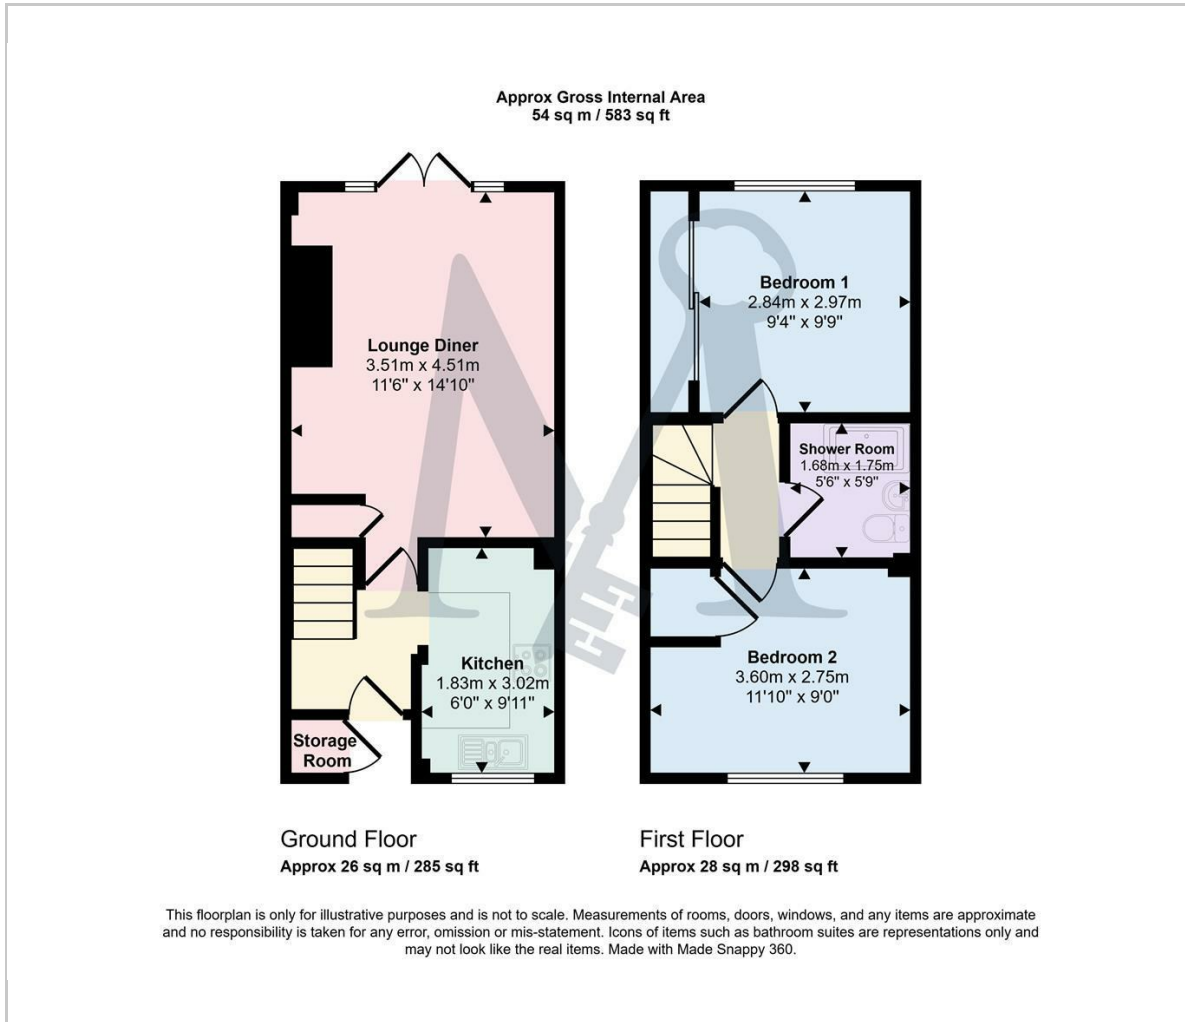 Approx Gross Internal Area
54 sq m / 583 sq ft
Lounge Diner
3.51m x 4.51m
11'6" x 14'10"
Kitchen
1.83m x 3.02m
6'0" x 9'11"
Storage
Room
Ground Floor
Approx 26 sq m / 285 sq ft
Bedroom 1
2.84m x 2.97m
9'4" x 9'9"
Shower Room
1.68m x 1.75m
5'6" x 5'9"
Bedroom 2
3.60m x 2.75m
11'10" x 9'0"
First Floor
Approx 28 sq m / 298 sq ft
This floorplan is only for illustrative purposes and is not to scale. Measurements of rooms, doors, windows, and any items are approximate
and no responsibility is taken for any error, omission or mis-statement. Icons of items such as bathroom suites are representations only and
may not look like the real items. Made with Made Snappy 360.